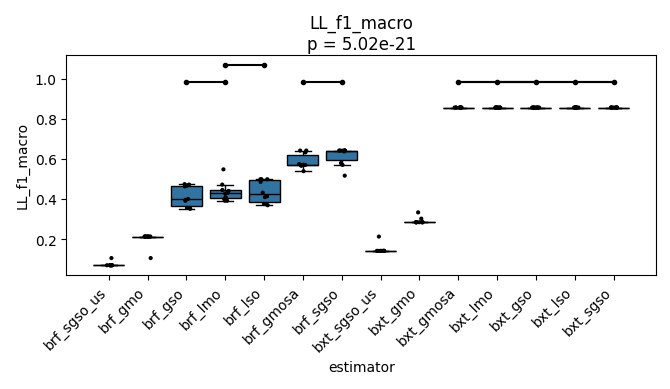 LL_f1_macro
p = 5.02e-21
LL_f1_macro
1.0
0.8
0.6
0.4
0.2
brf_sgso_us
brf_gmo
brf_gso
brf_lmo
brf_lso
brf_gmosa
brf_sgso
bxt_sgso_us
bxt_gmo
bxt_gmosa
bxt_lmo
bxt_gso
bxt_lso
bxt_sgso
estimator